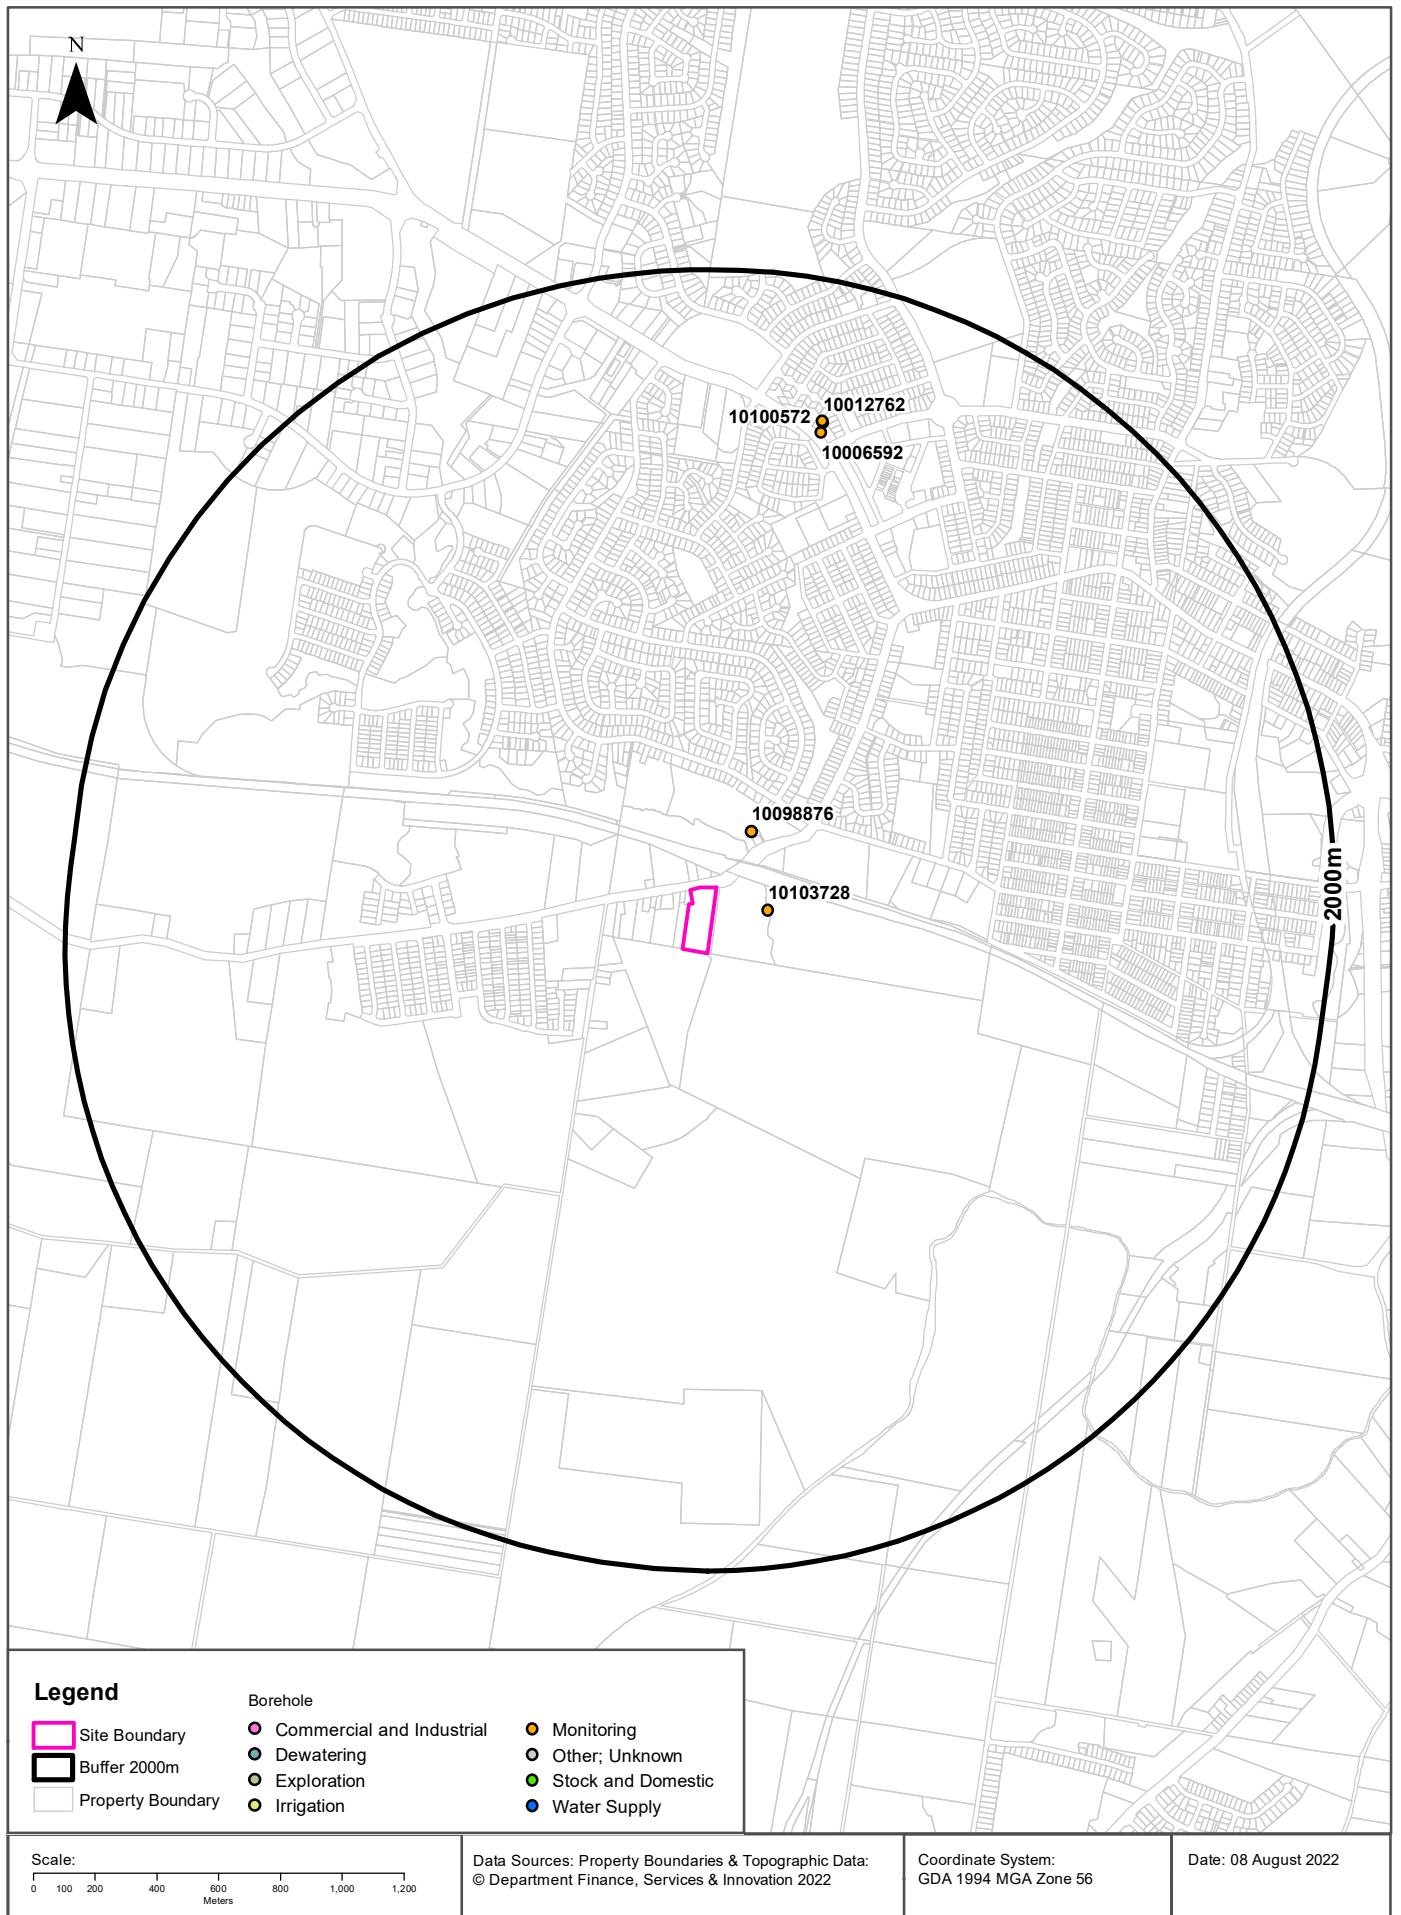 N
10012762
10100572
10006592
10098876
2000m
10103728
Legend
Site Boundary
Buffer 2000m
Property Boundary
Borehole
Commercial and Industrial
Dewatering
Exploration
Irrigation
Monitoring
Other; Unknown
Stock and Domestic
Water Supply
Scale:
0 100 200 400 600 800 1,000 1,200
Meters
Data Sources: Property Boundaries & Topographic Data:
© Department Finance, Services & Innovation 2022
Coordinate System:
GDA 1994 MGA Zone 56
Date: 08 August 2022